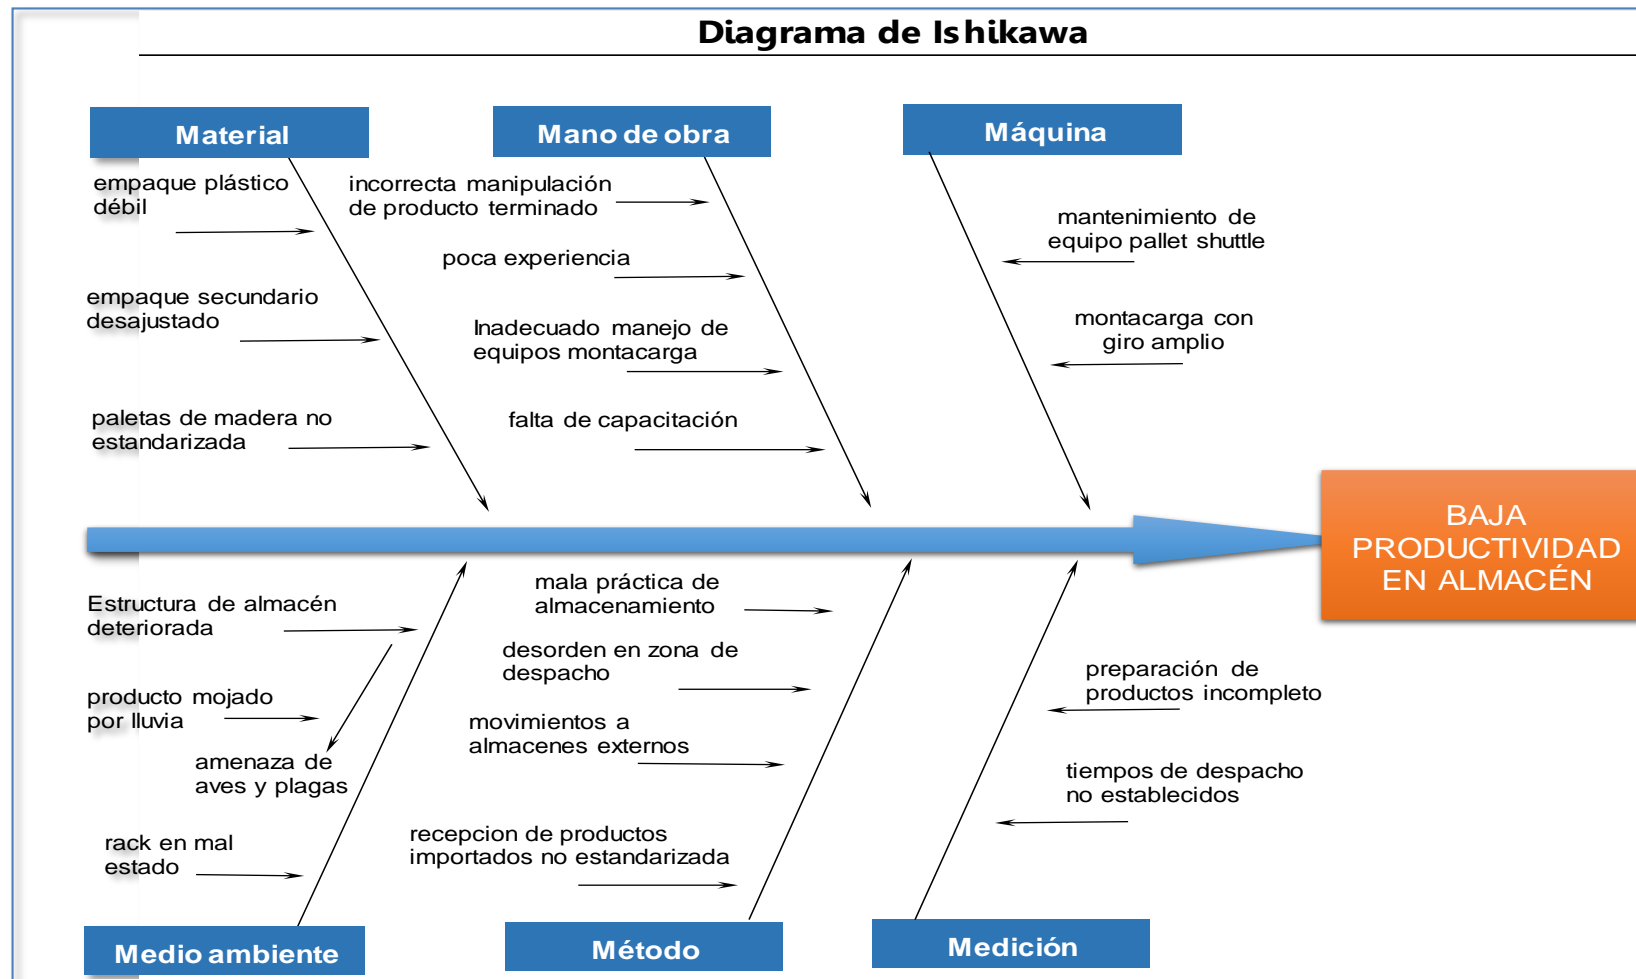 Diagrama de Ishikawa
Material
Mano de obra
Máquina
empaque plástico
débil
empaque secundario
desajustado
paletas de madera no
estandarizada
incorrecta manipulación
de producto terminado
poca experiencia
Inadecuado manejo de
equipos montacarga
falta de capacitación
mantenimiento de
equipo pallet shuttle
montacarga con
giro amplio
BAJA
PRODUCTIVIDAD
EN ALMACÉN
Estructura de almacén
deteriorada
producto mojado
por lluvia
amenaza de
aves y plagas
rack en mal
estado
mala práctica de
almacenamiento
desorden en zona de
despacho
movimientos a
almacenes externos
recepcion de productos
importados no estandarizada
preparación de
productos incompleto
tiempos de despacho
no establecidos
Medio ambiente
Método
Medición